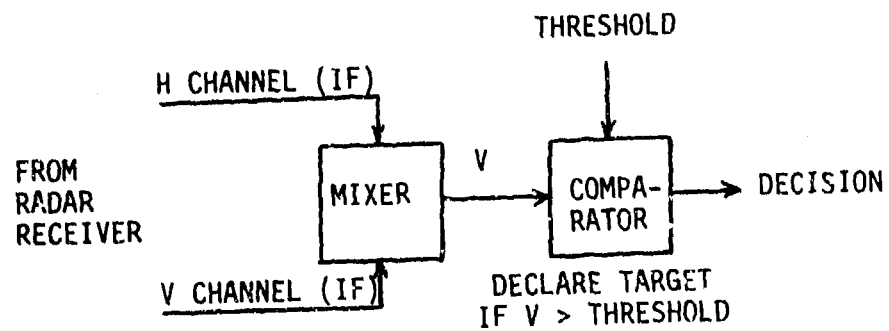 THRESHOLD
H CHANNEL (IF)
FROM
RADAR
RECEIVER
MIXER
V
COMPA-
RATOR
DECISION
V CHANNEL (IF)
DECLARE TARGET
IF V > THRESHOLD